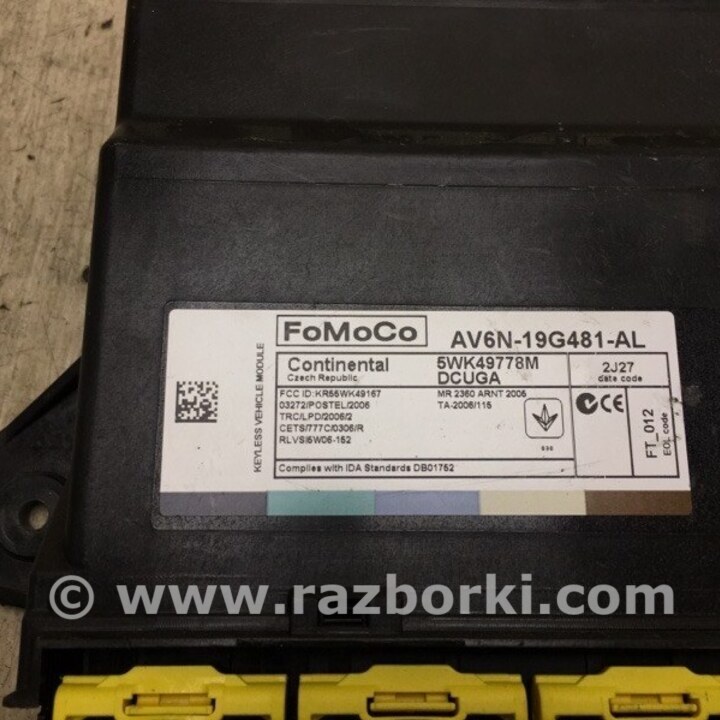 FoMoCo AV6N-19G481-AL
Continental 5WK49778M 2J27
Czech Republic DCUGA date code
FCC ID:KR55WK49167 MR 2360 ARNT 2006
03272/POSTEL/2006 TA-2006/115
TRC/LPD/2006/2
CETS/777C/0306/R
RLVSI5W06-152
Complies with IDA Standards DB01752
KEYLESS VEHICLE MODULE
CE
FT_012
EOL code
© www.razborki.com